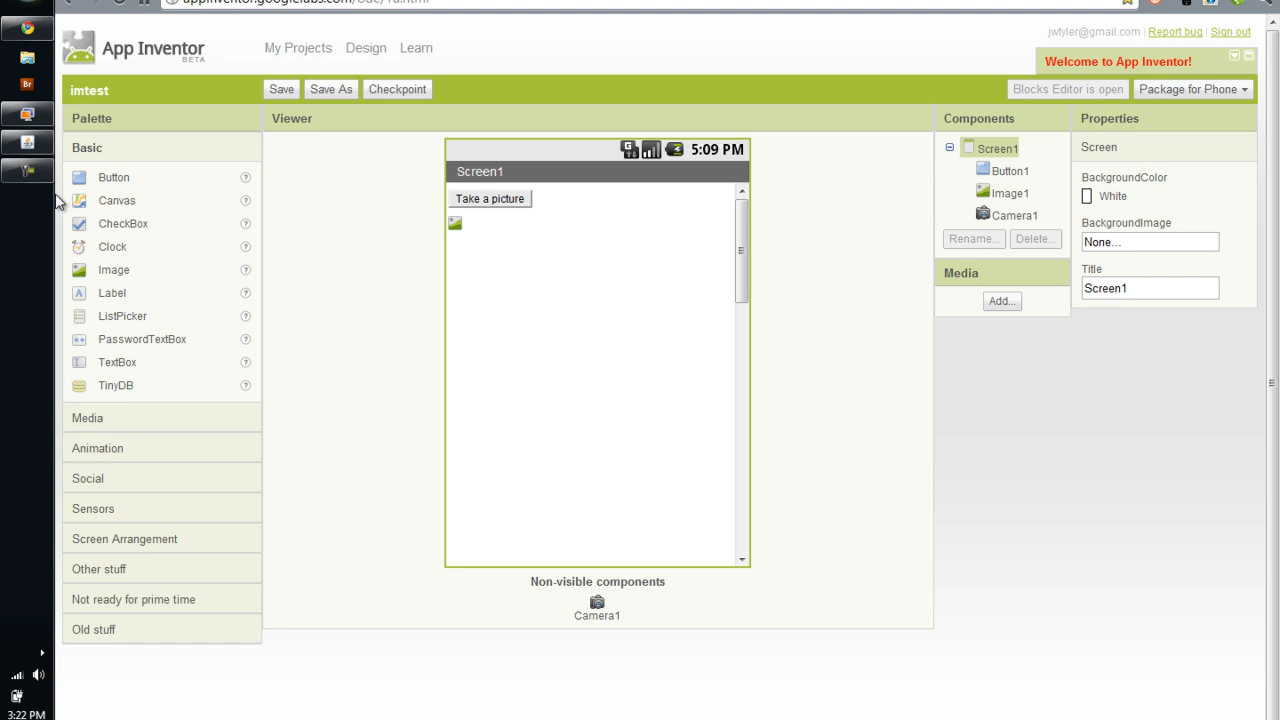 App Inventor
BETA
My Projects Design Learn
jwtyler@gmail.com | Report bug | Sign out
Welcome to App Inventor!
imtest
Save Save As Checkpoint
Blocks Editor is open Package for Phone
Palette
Viewer
Components
Properties
Basic
Button ?
Canvas ?
CheckBox ?
Clock ?
Image ?
Label ?
ListPicker ?
PasswordTextBox ?
TextBox ?
TinyDB ?
Media
Animation
Social
Sensors
Screen Arrangement
Other stuff
Not ready for prime time
Old stuff
5:09 PM
Screen1
Take a picture
Non-visible components
Camera1
Screen1
Button1
Image1
Camera1
Rename... Delete...
Media
Add...
Screen
BackgroundColor
White
BackgroundImage
None...
Title
Screen1
Br
3:22 PM